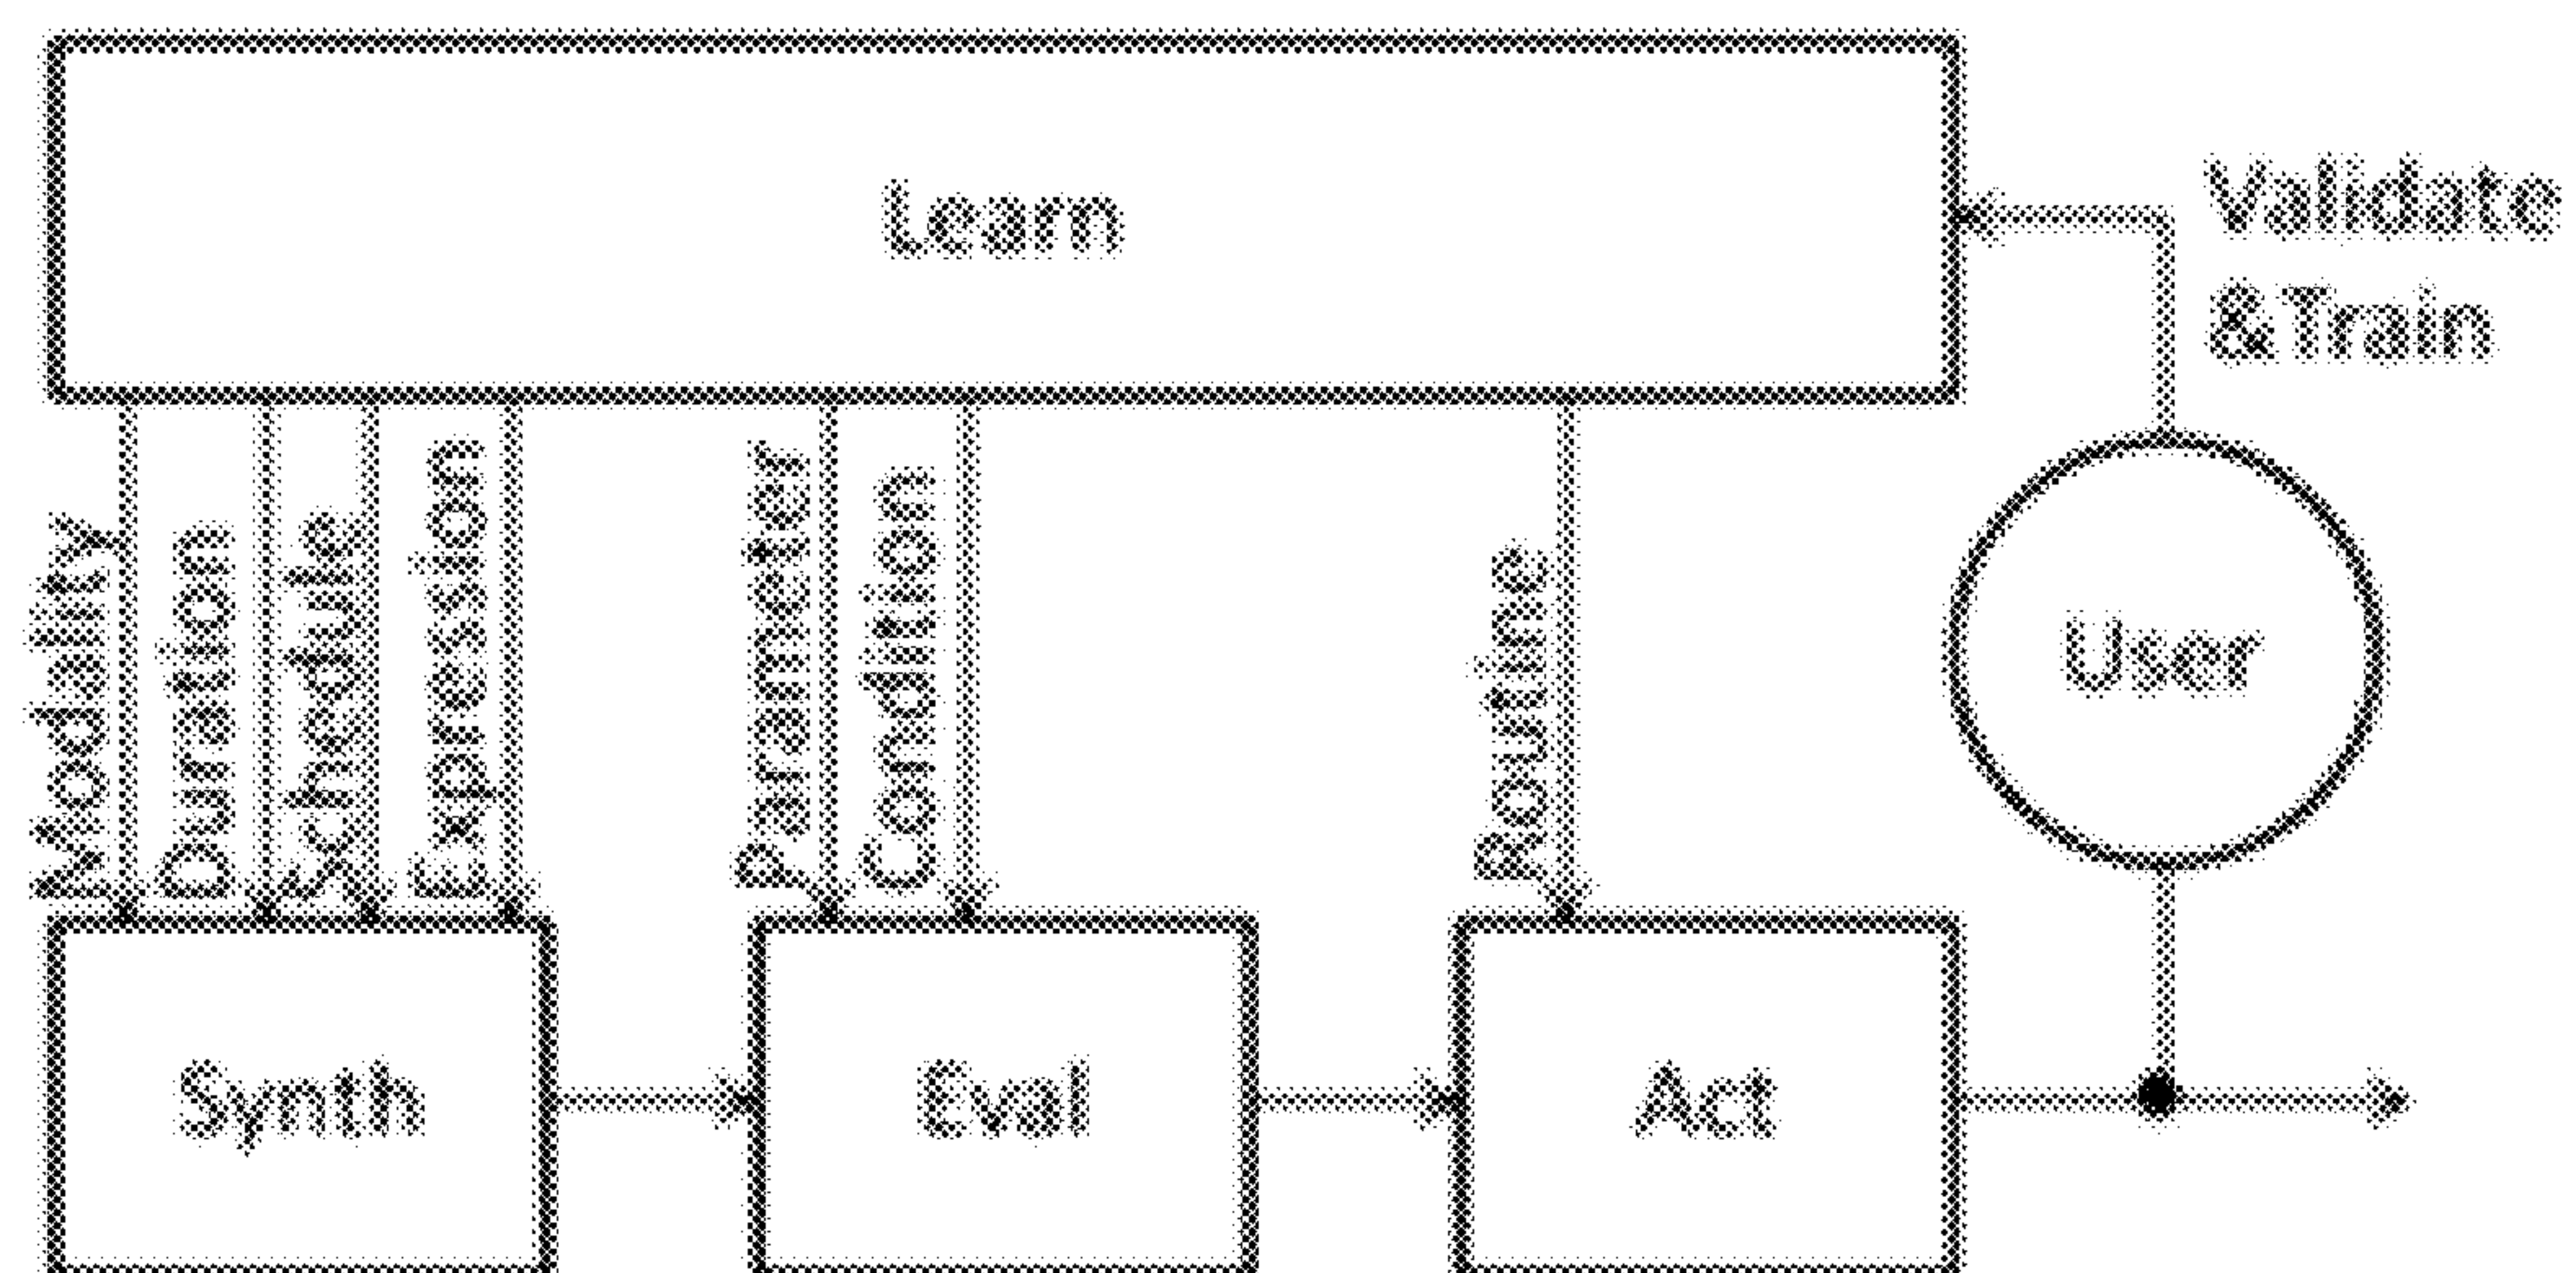 Learn
Validate
& Train
Modality
Duration
Schedule
Expression
Parameter
Condition
Routine
User
Synth
Eval
Act